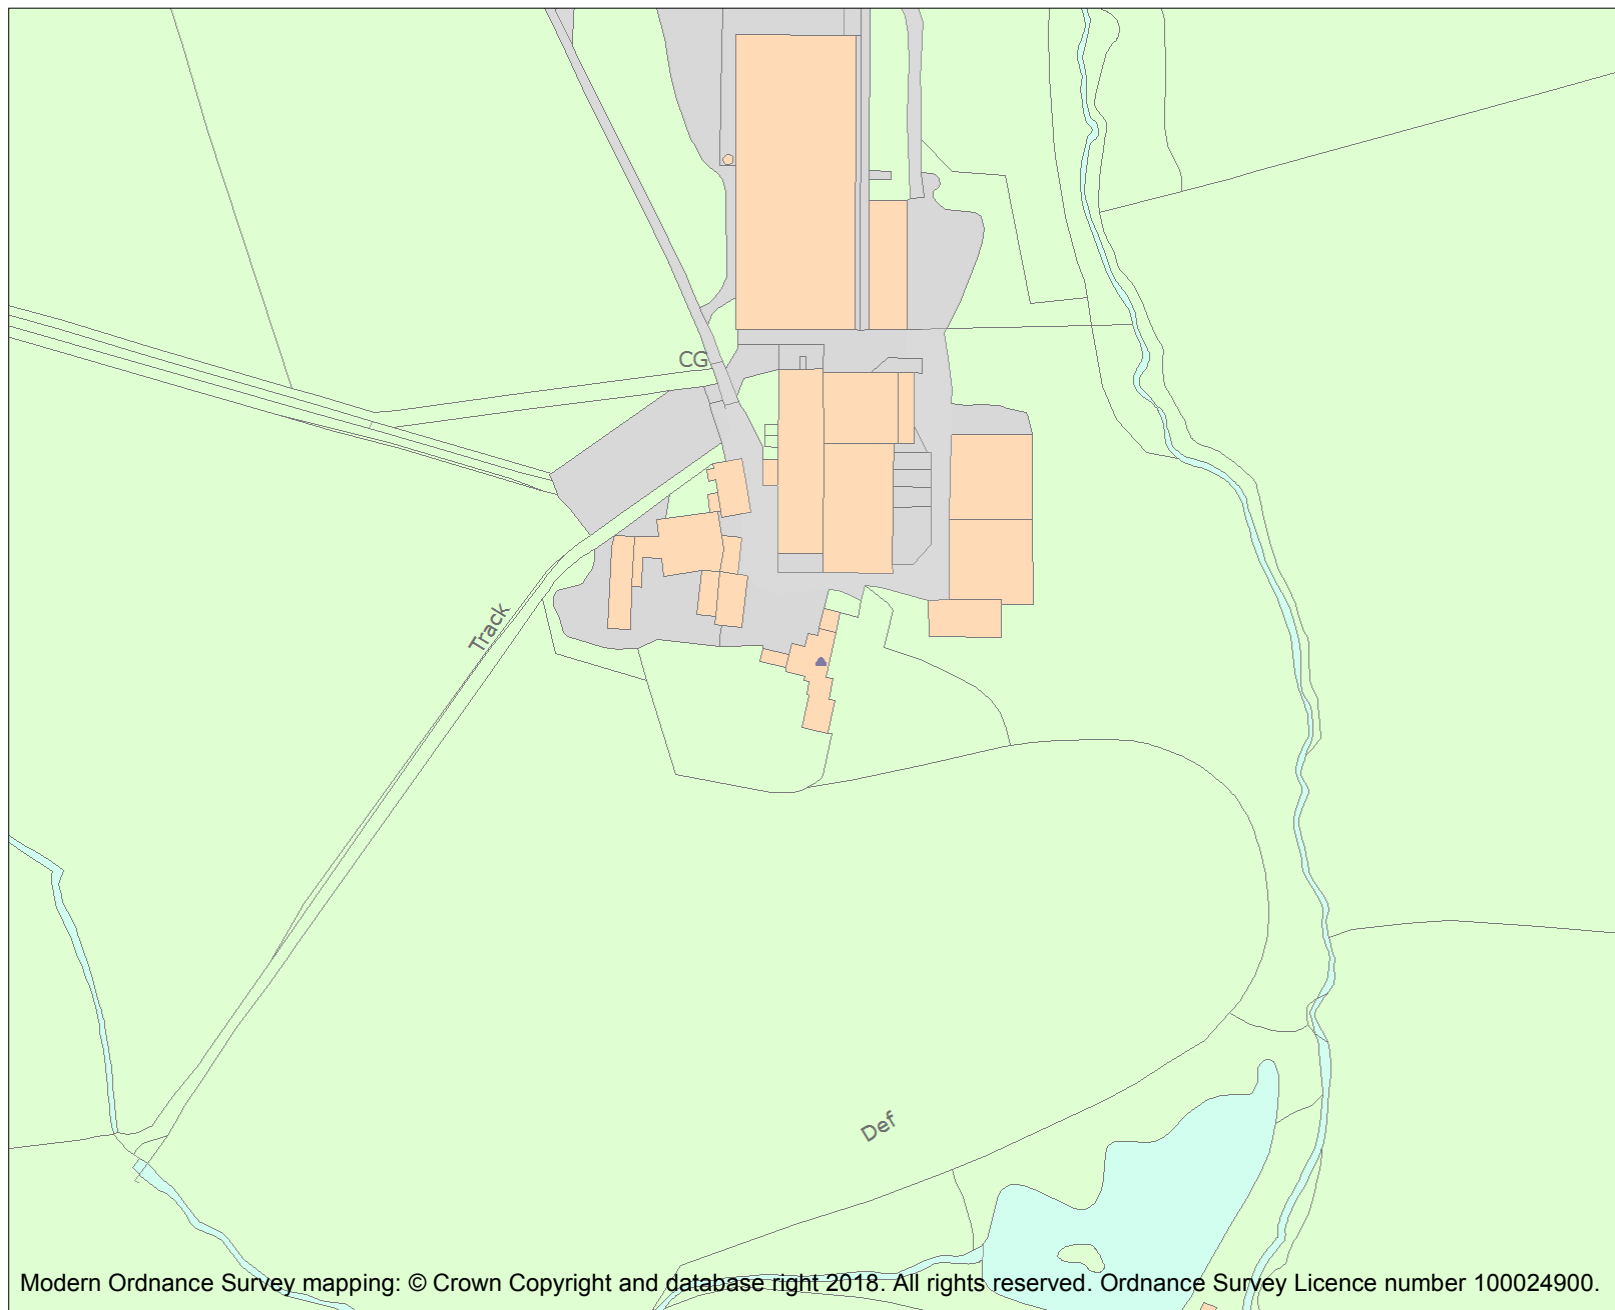 CG
Track
Def
Modern Ordnance Survey mapping: © Crown Copyright and database right 2018. All rights reserved. Ordnance Survey Licence number 100024900.